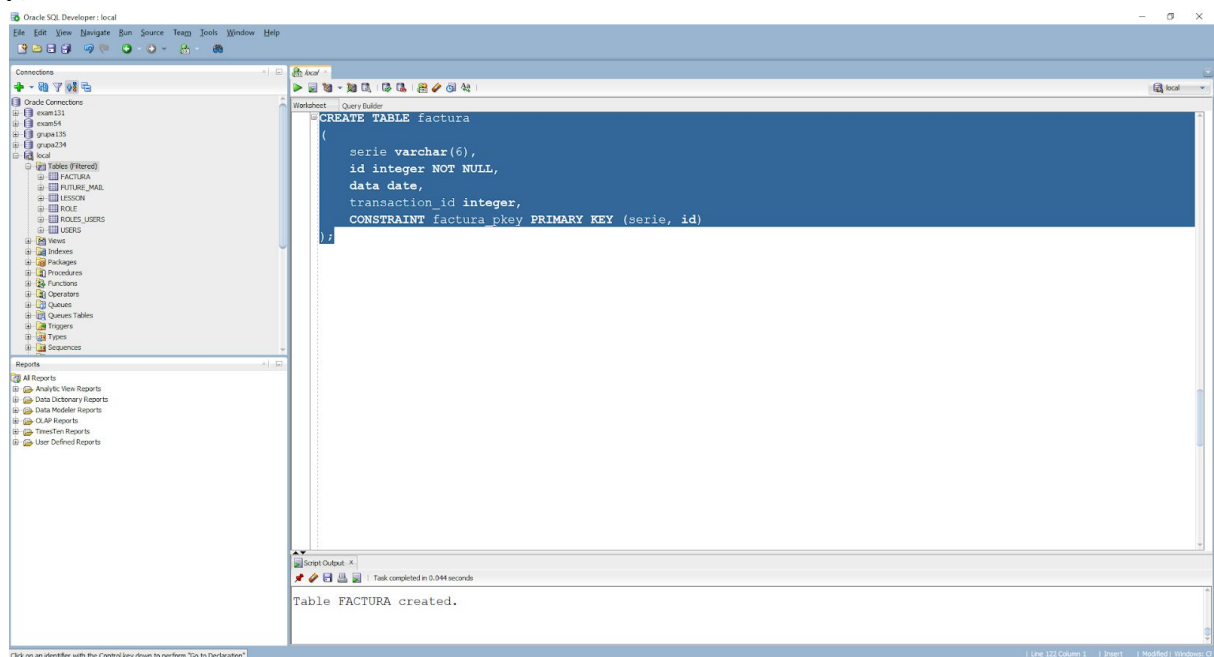 Oracle SQL Developer : local
File Edit View Navigate Run Source Team Tools Window Help
Connections
Oracle Connections
exam131
exam54
grupa135
grupa234
local
Tables (Filtered)
FACTURA
FUTURE_MAIL
LESSON
ROLE
ROLES_USERS
USERS
Views
Indexes
Packages
Procedures
Functions
Operators
Queues
Queues Tables
Triggers
Types
Sequences
Reports
All Reports
Analytic View Reports
Data Dictionary Reports
Data Modeler Reports
OLAP Reports
TimesTen Reports
User Defined Reports
local
local
Worksheet Query Builder
CREATE TABLE factura
(
serie varchar(6),
id integer NOT NULL,
data date,
transaction_id integer,
CONSTRAINT factura_pkey PRIMARY KEY (serie, id)
);
Script Output
Task completed in 0.044 seconds
Table FACTURA created.
Click on an identifier with the Control key down to perform "Go to Declaration"
Line 122 Column 1 | Insert | Modified | Windows: C